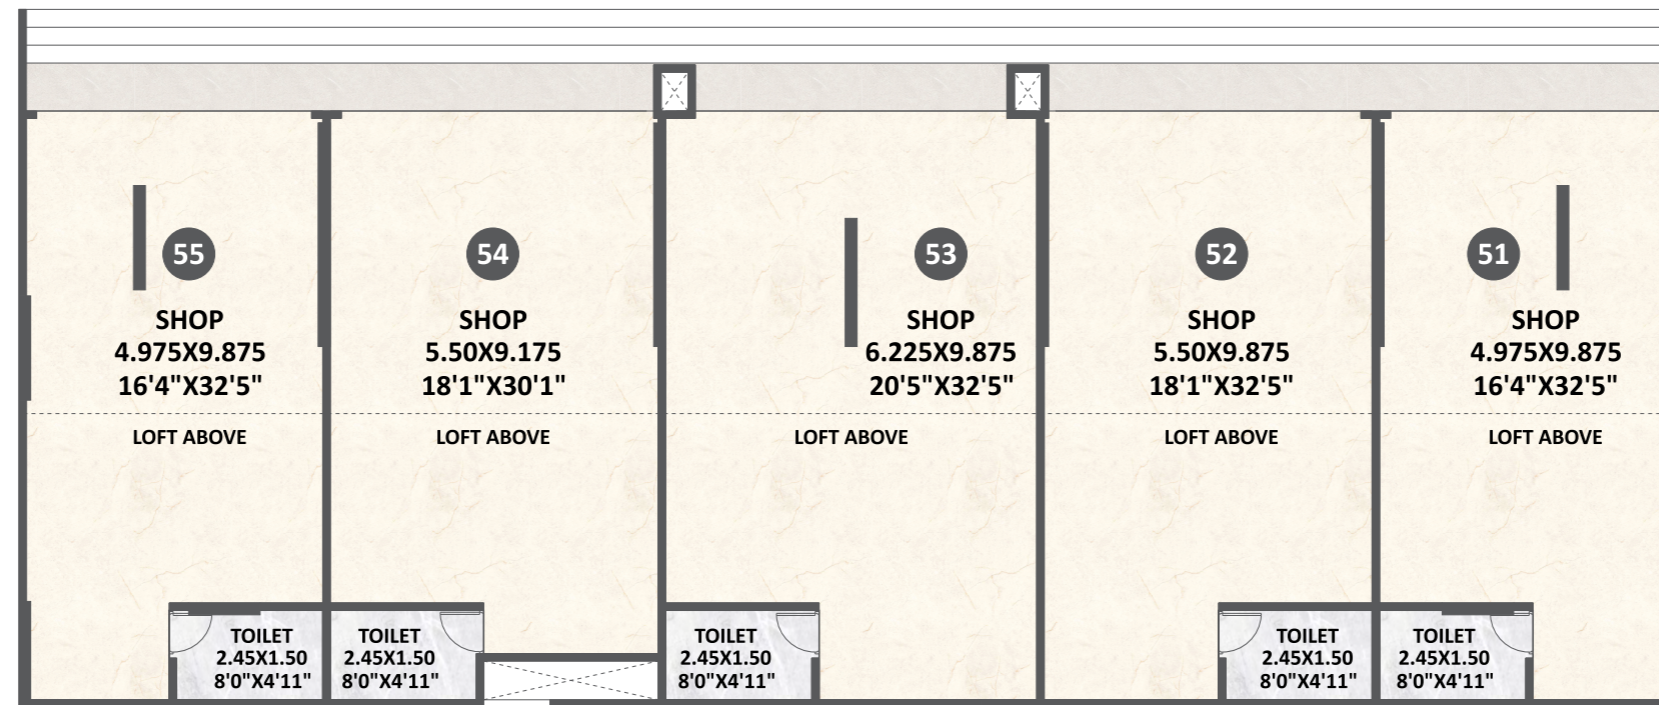 55
SHOP
4.975X9.875
16'4"X32'5"
LOFT ABOVE
TOILET
2.45X1.50
8'0"X4'11"
54
SHOP
5.50X9.175
18'1"X30'1"
LOFT ABOVE
TOILET
2.45X1.50
8'0"X4'11"
53
SHOP
6.225X9.875
20'5"X32'5"
LOFT ABOVE
TOILET
2.45X1.50
8'0"X4'11"
52
SHOP
5.50X9.875
18'1"X32'5"
LOFT ABOVE
TOILET
2.45X1.50
8'0"X4'11"
51
SHOP
4.975X9.875
16'4"X32'5"
LOFT ABOVE
TOILET
2.45X1.50
8'0"X4'11"